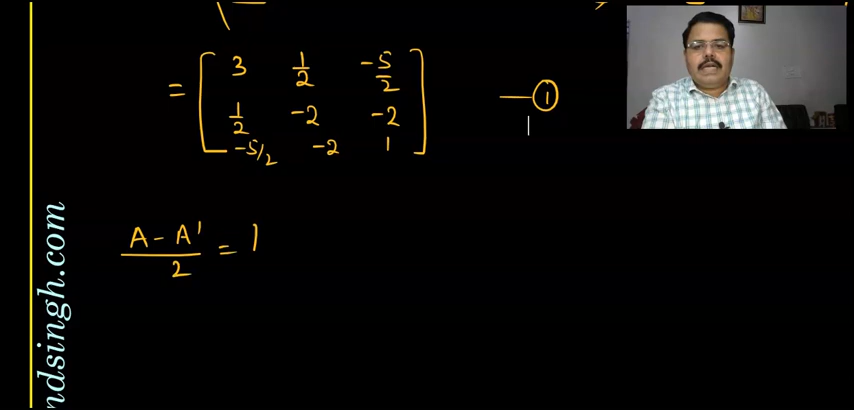 = [ 3 1/2 -5/2
1/2 -2 -2
-5/2 -2 1 ] — ①
A - A' / 2 = 1
ndsingh.com